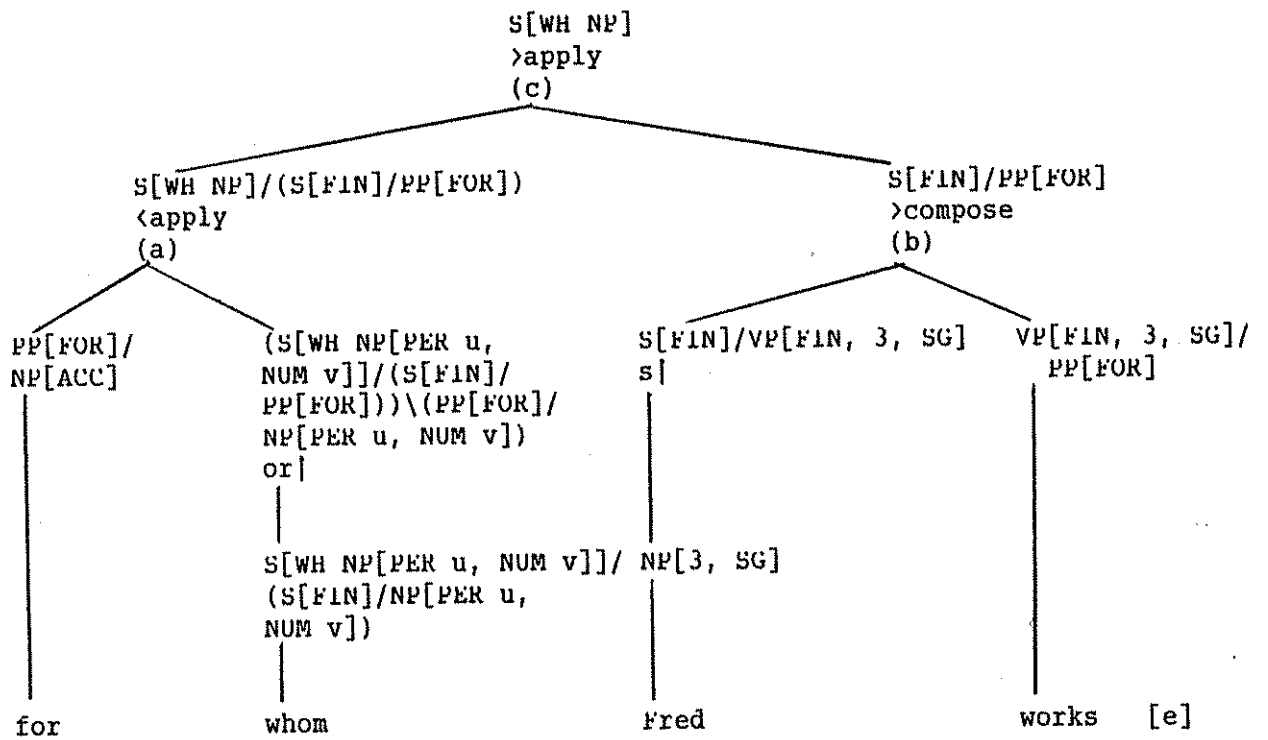 S[WH NP]
>apply
(c)
S[WH NP]/(S[FIN]/PP[FOR])
<apply
(a)
S[FIN]/PP[FOR]
>compose
(b)
PP[FOR]/
NP[ACC]
(S[WH NP[PER u,
NUM v]]/(S[FIN]/
PP[FOR]))\(PP[FOR]/
NP[PER u, NUM v])
or|
S[FIN]/VP[FIN, 3, SG]
s|
VP[FIN, 3, SG]/
PP[FOR]
S[WH NP[PER u, NUM v]]/
(S[FIN]/NP[PER u,
NUM v])
NP[3, SG]
for
whom
Fred
works [e]